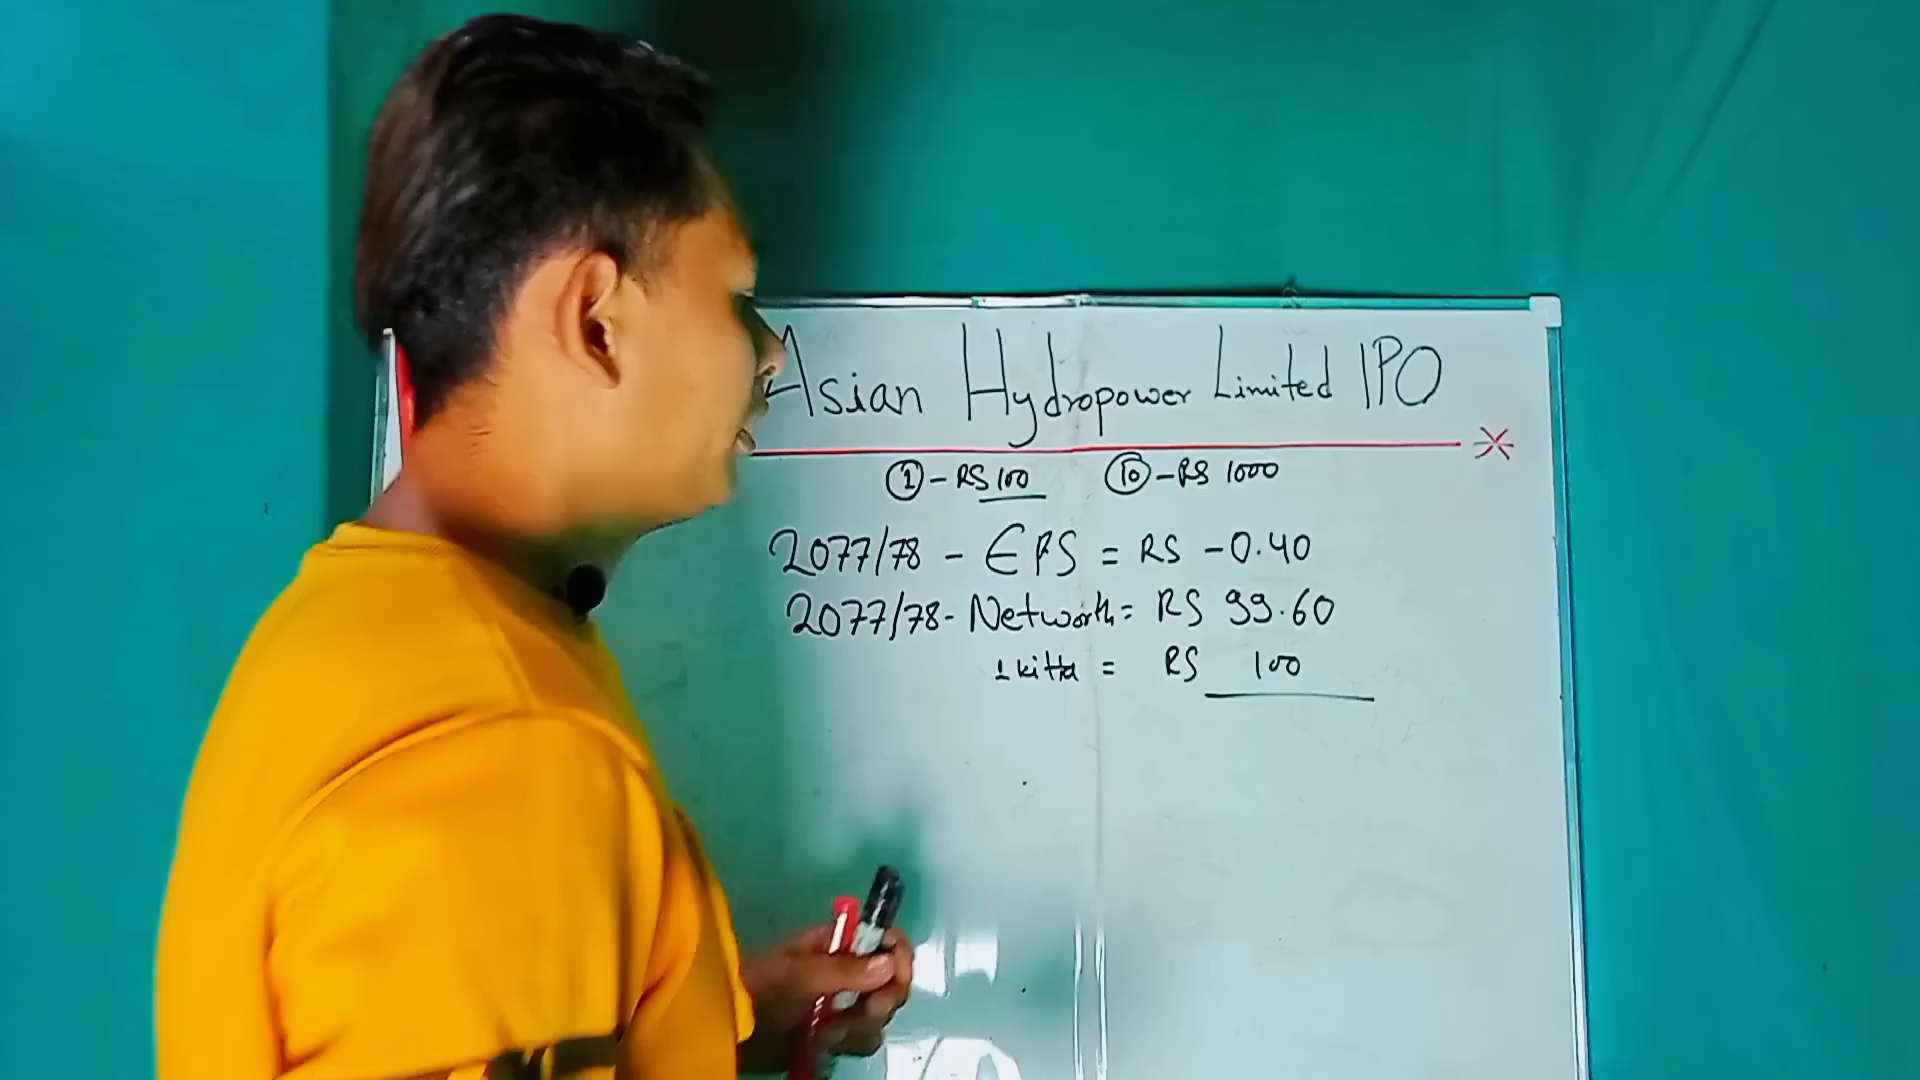 Asian Hydropower Limited IPO
① - RS 100 ⑩ - RS 1000
2077/78 - EPS = RS -0.40
2077/78 - Networth = RS 99.60
1 kitta = RS 100